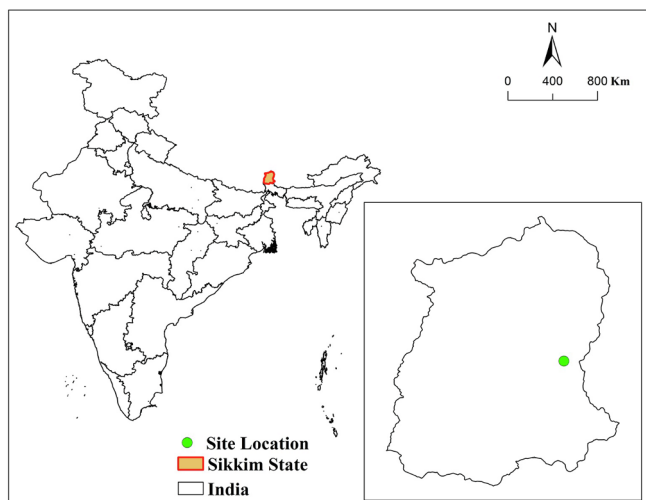 N
0 400 800 Km
Site Location
Sikkim State
India